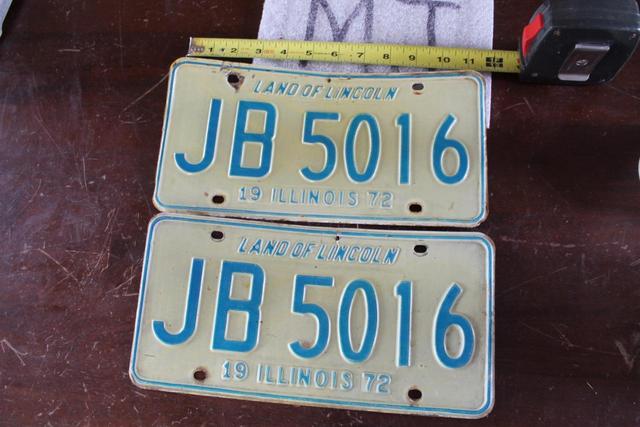 MT
1 2 3 4 5 6 7 8 9 10 11
LAND OF LINCOLN
JB 5016
19 ILLINOIS 72
LAND OF LINCOLN
JB 5016
19 ILLINOIS 72